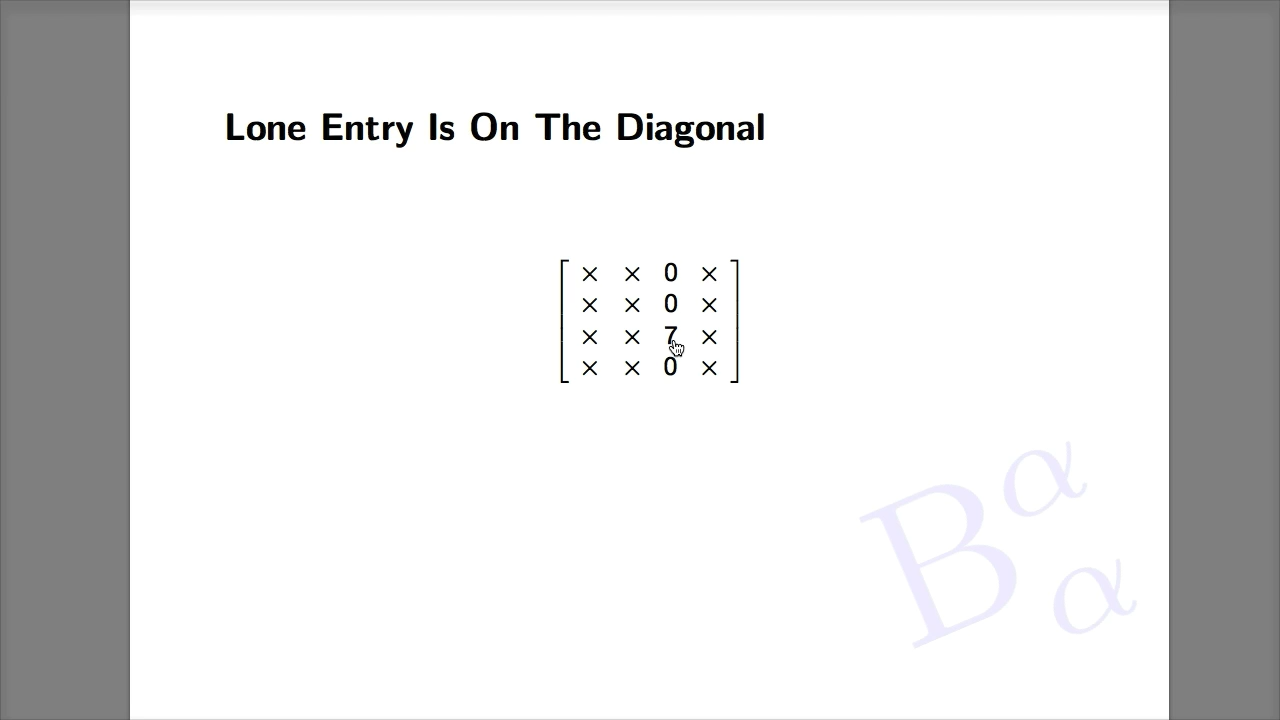 Lone Entry Is On The Diagonal
× × 0 ×
× × 0 ×
× × 7 ×
× × 0 ×
B α α